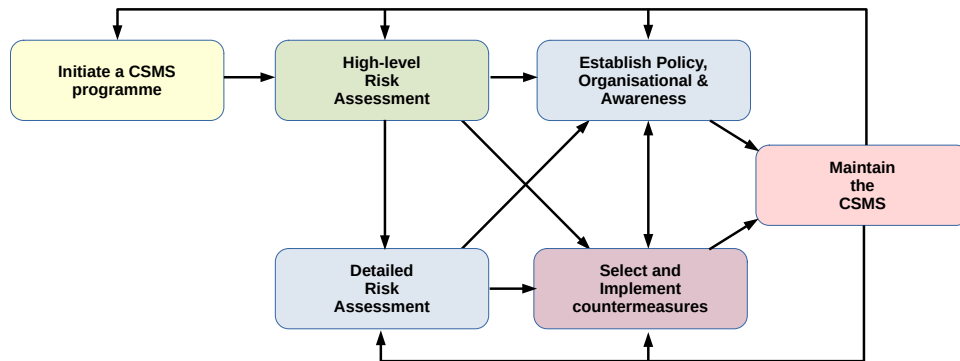 Initiate a CSMS
programme
High-level
Risk
Assessment
Establish Policy,
Organisational &
Awareness
Maintain
the
CSMS
Detailed
Risk
Assessment
Select and
Implement
countermeasures